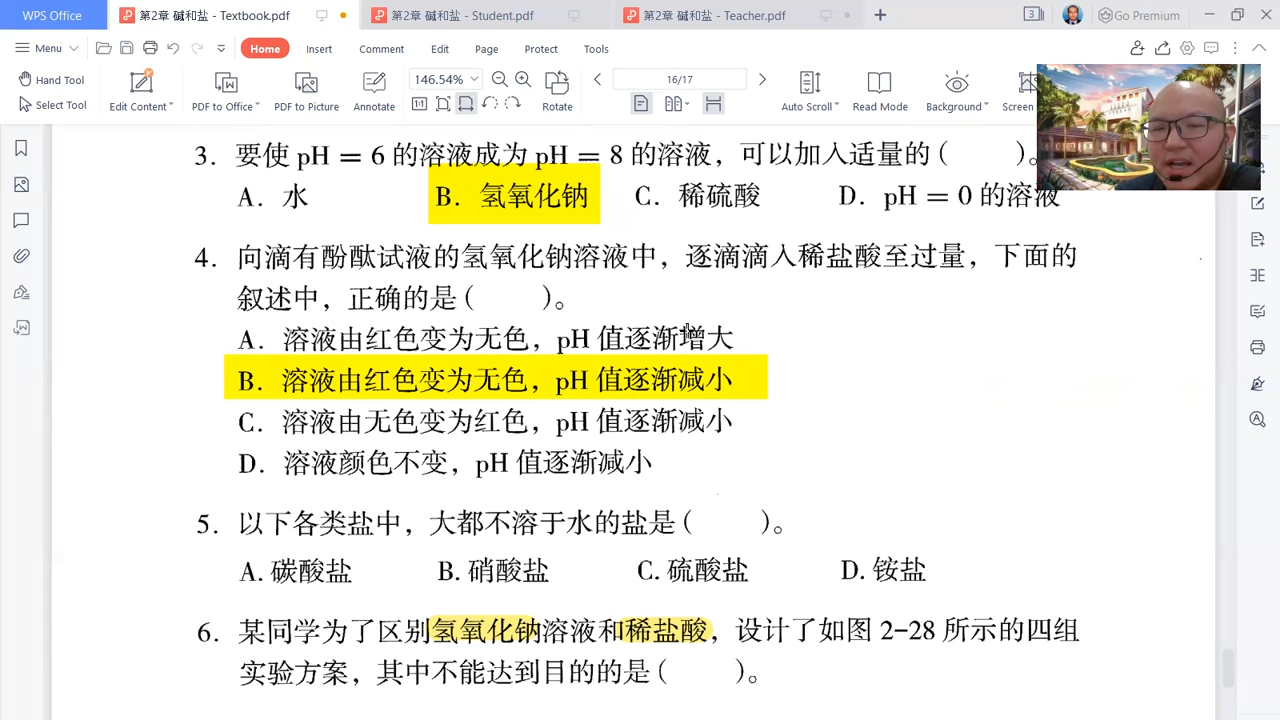 WPS Office
第2章 碱和盐 - Textbook.pdf
第2章 碱和盐 - Student.pdf
第2章 碱和盐 - Teacher.pdf
3
Go Premium
Menu
Home
Insert
Comment
Edit
Page
Protect
Tools
Hand Tool
Select Tool
Edit Content
PDF to Office
PDF to Picture
Annotate
146.54%
Rotate
16/17
Auto Scroll
Read Mode
Background
Screen
3. 要使 pH = 6 的溶液成为 pH = 8 的溶液，可以加入适量的（　　）。
A. 水　B. 氢氧化钠　C. 稀硫酸　D. pH = 0 的溶液
4. 向滴有酚酞试液的氢氧化钠溶液中，逐滴滴入稀盐酸至过量，下面的
叙述中，正确的是（　　）。
A. 溶液由红色变为无色，pH 值逐渐增大
B. 溶液由红色变为无色，pH 值逐渐减小
C. 溶液由无色变为红色，pH 值逐渐减小
D. 溶液颜色不变，pH 值逐渐减小
5. 以下各类盐中，大都不溶于水的盐是（　　）。
A. 碳酸盐　B. 硝酸盐　C. 硫酸盐　D. 铵盐
6. 某同学为了区别氢氧化钠溶液和稀盐酸，设计了如图 2-28 所示的四组
实验方案，其中不能达到目的的是（　　）。